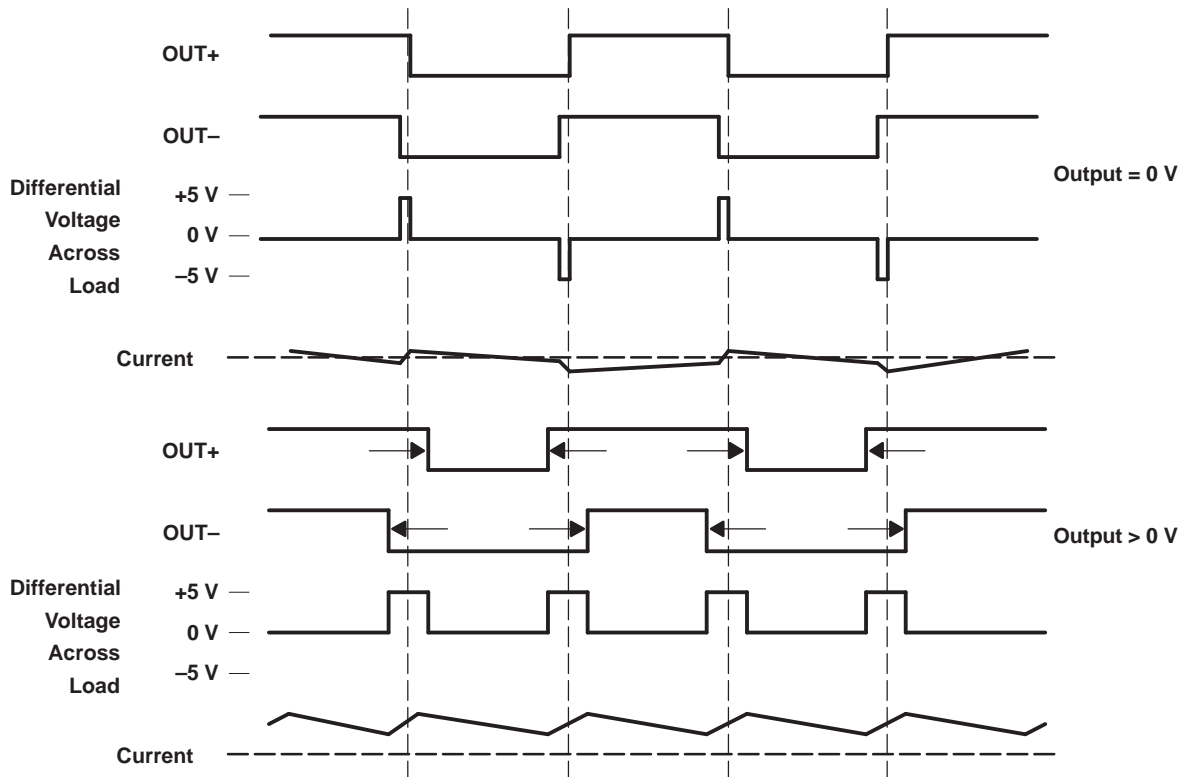 OUT+
OUT–
Output = 0 V
Differential
Voltage
Across
Load
+5 V
0 V
–5 V
Current
OUT+
OUT–
Output > 0 V
Differential
Voltage
Across
Load
+5 V
0 V
–5 V
Current